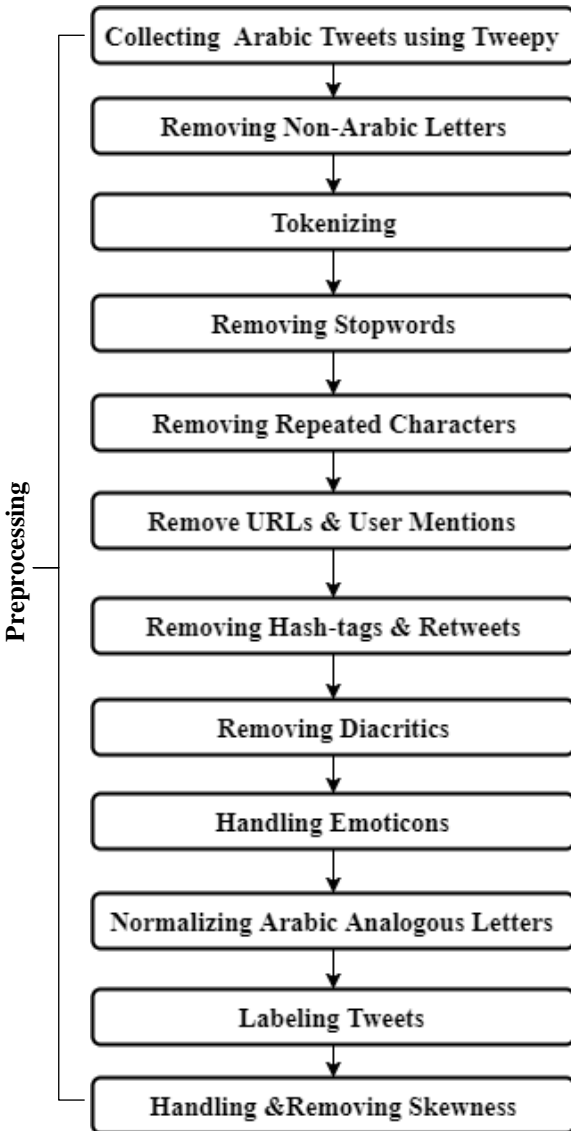 Collecting Arabic Tweets using Tweepy
Removing Non-Arabic Letters
Tokenizing
Removing Stopwords
Removing Repeated Characters
Remove URLs & User Mentions
Removing Hash-tags & Retweets
Removing Diacritics
Handling Emoticons
Normalizing Arabic Analogous Letters
Labeling Tweets
Handling &Removing Skewness
Preprocessing